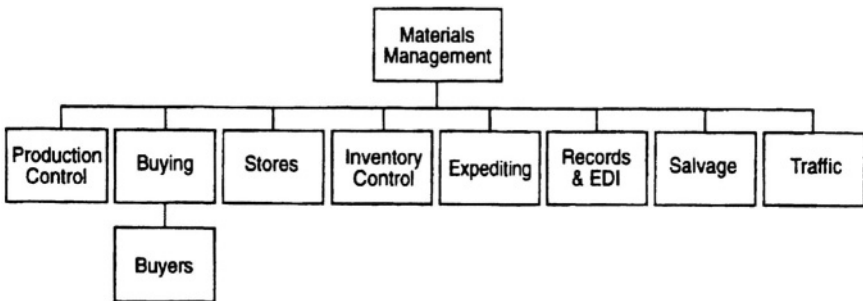 Materials
Management
Production
Control
Buying
Stores
Inventory
Control
Expediting
Records
& EDI
Salvage
Traffic
Buyers